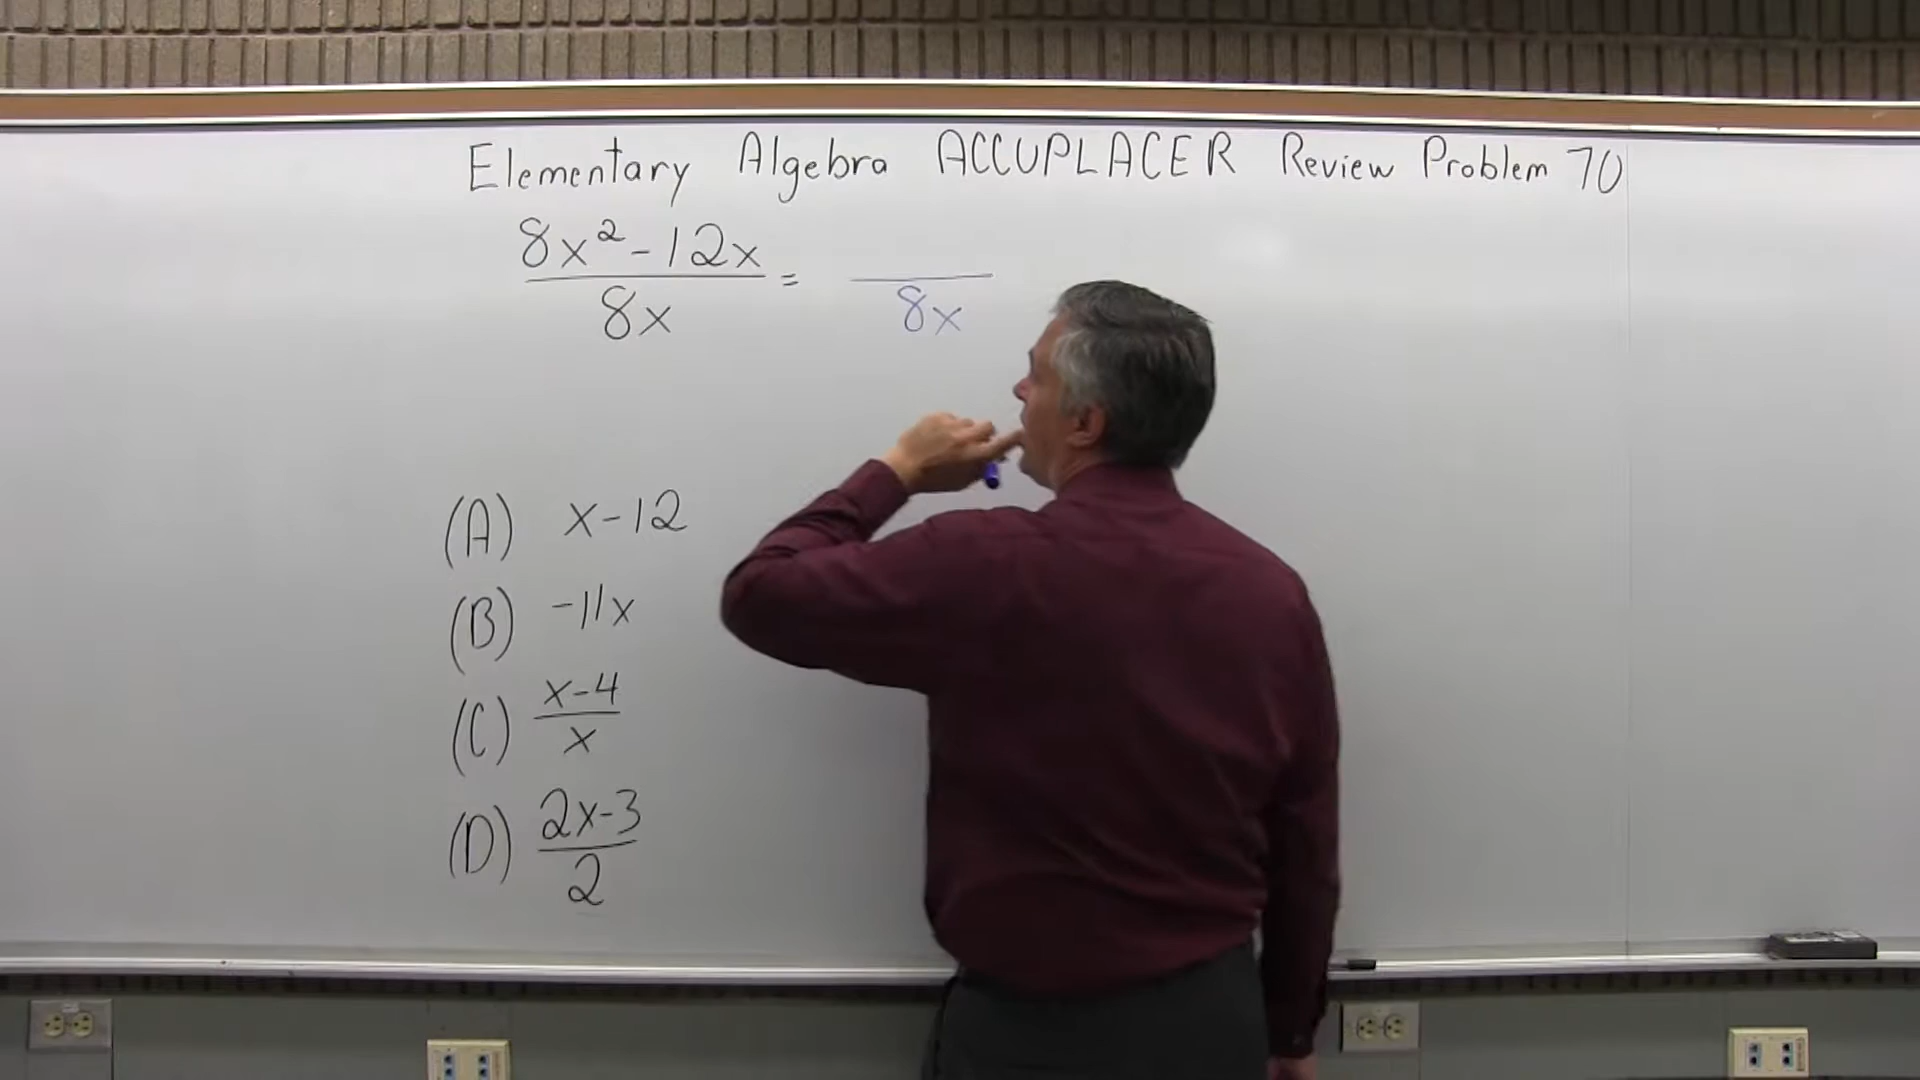 Elementary Algebra ACCUPLACER Review Problem 70
8x² - 12x
8x
=
8x
(A) x - 12
(B) -11x
(C) x - 4
x
(D) 2x - 3
2